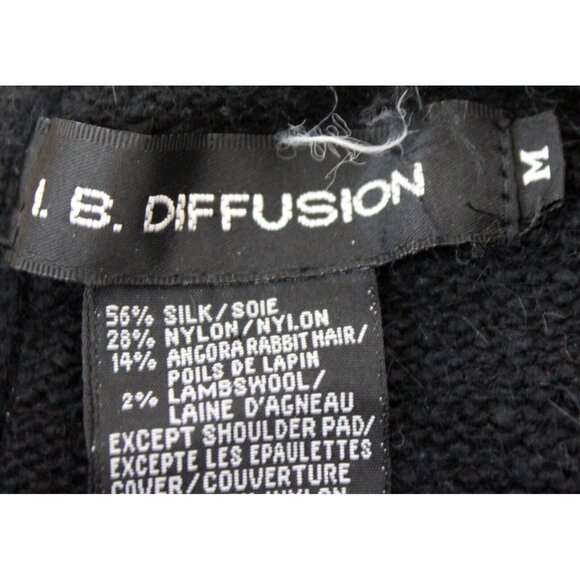 I. B. DIFFUSION
M
56% SILK/SOIE
28% NYLON/NYLON
14% ANGORA RABBIT HAIR/
POILS DE LAPIN
2% LAMBSWOOL/
LAINE D'AGNEAU
EXCEPT SHOULDER PAD/
EXCEPTE LES EPAULETTES
COVER/COUVERTURE